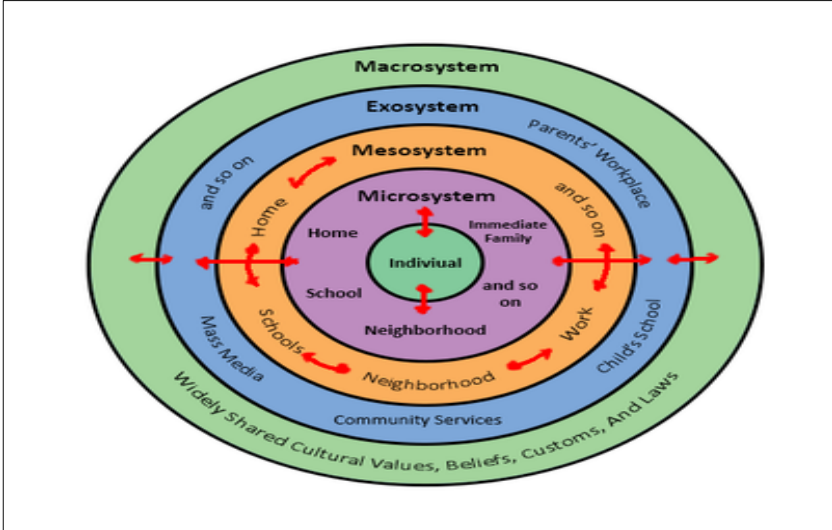 Macrosystem
Exosystem
Parents' Workplace
and so on
Mesosystem
Home
and so on
Microsystem
Home
Immediate
Family
Indiviual
School
and so
on
Neighborhood
Schools
Work
Neighborhood
Mass Media
Child's School
Community Services
Widely Shared Cultural Values, Beliefs, Customs, And Laws